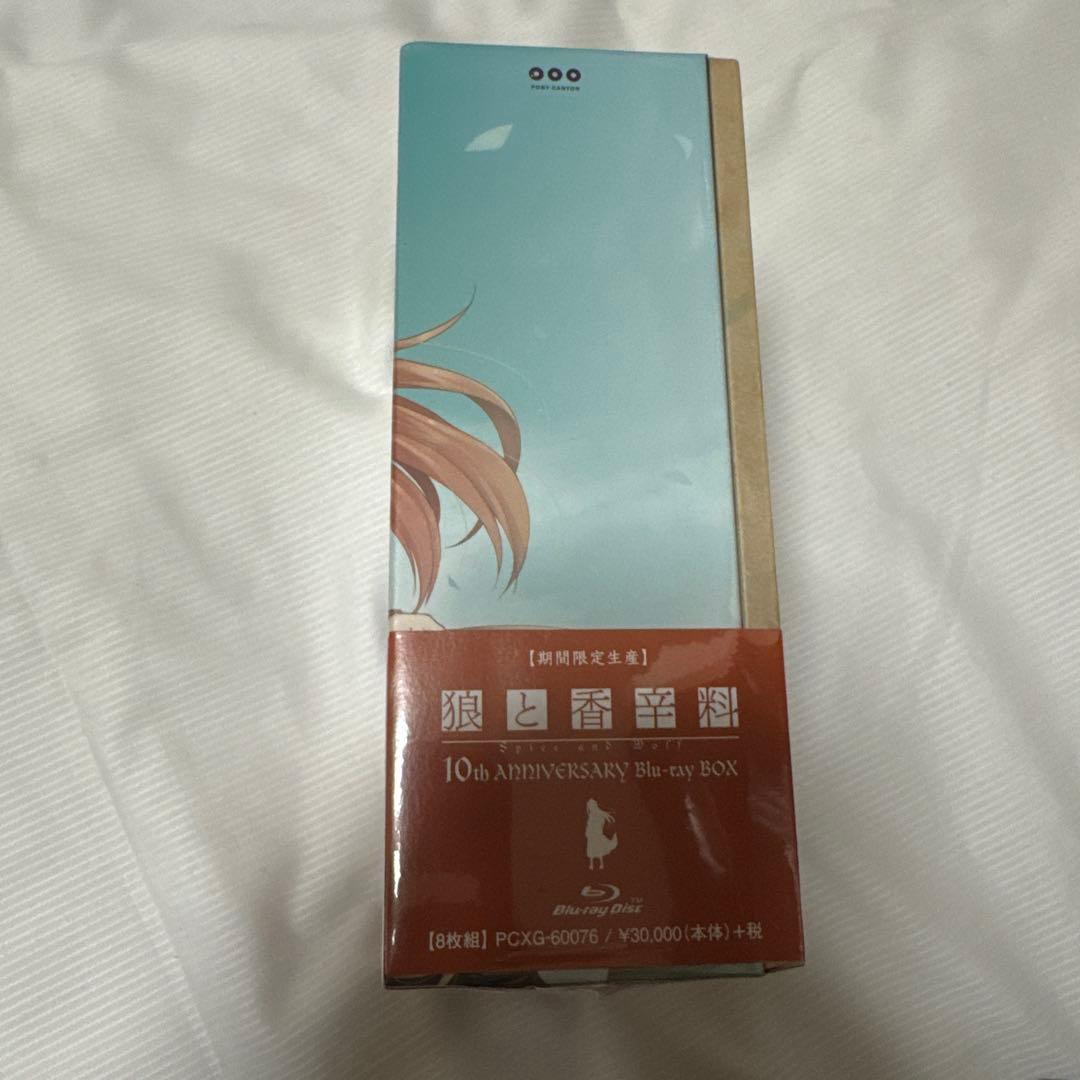 PONY CANYON
【期間限定生産】
狼と香辛料
Spice and Wolf
10th ANNIVERSARY Blu-ray BOX
Blu-ray Disc™
【8枚組】 PCXG-60076 / ¥30,000(本体)+税